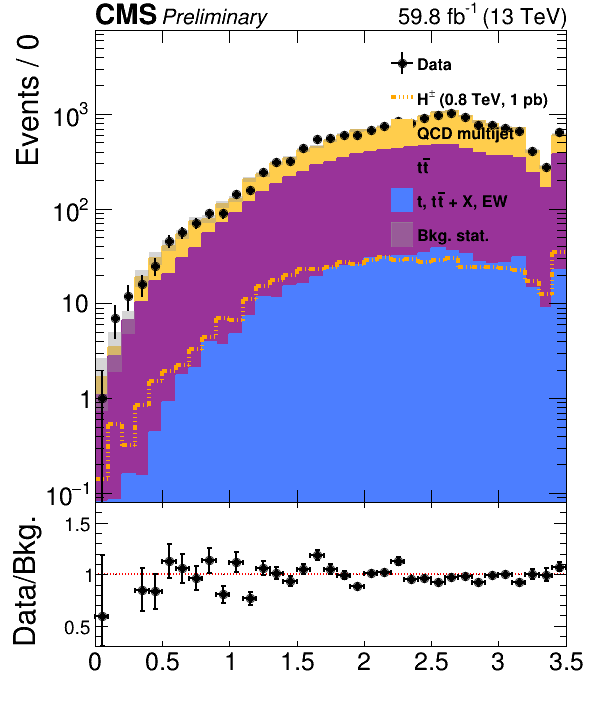 CMS Preliminary 59.8 fb⁻¹ (13 TeV)
Events / 0
10³
10²
10
1
10⁻¹
Data
H± (0.8 TeV, 1 pb)
QCD multijet
tt̄
t, tt̄ + X, EW
Bkg. stat.
Data/Bkg.
1.5
1
0.5
0 0.5 1 1.5 2 2.5 3 3.5